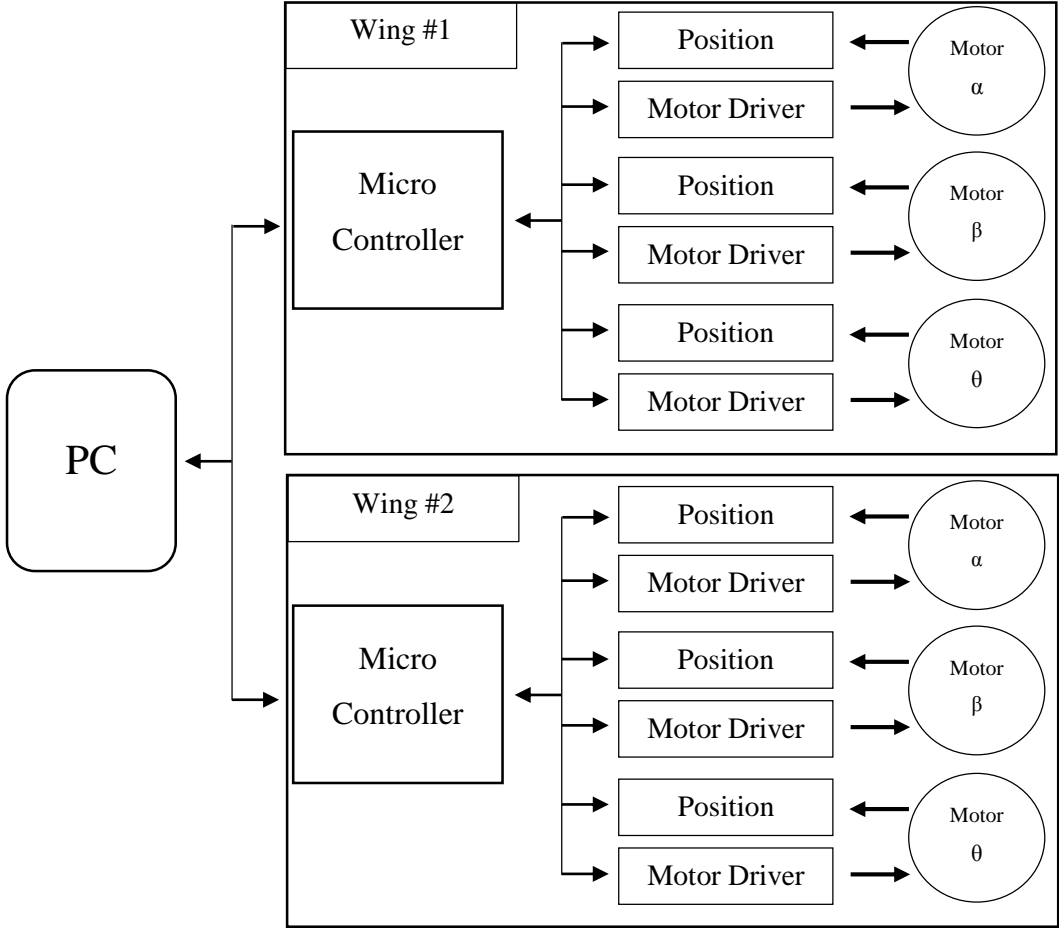 Wing #1
Micro
Controller
Position
Motor Driver
Position
Motor Driver
Position
Motor Driver
Motor
α
Motor
β
Motor
θ
PC
Wing #2
Micro
Controller
Position
Motor Driver
Position
Motor Driver
Position
Motor Driver
Motor
α
Motor
β
Motor
θ